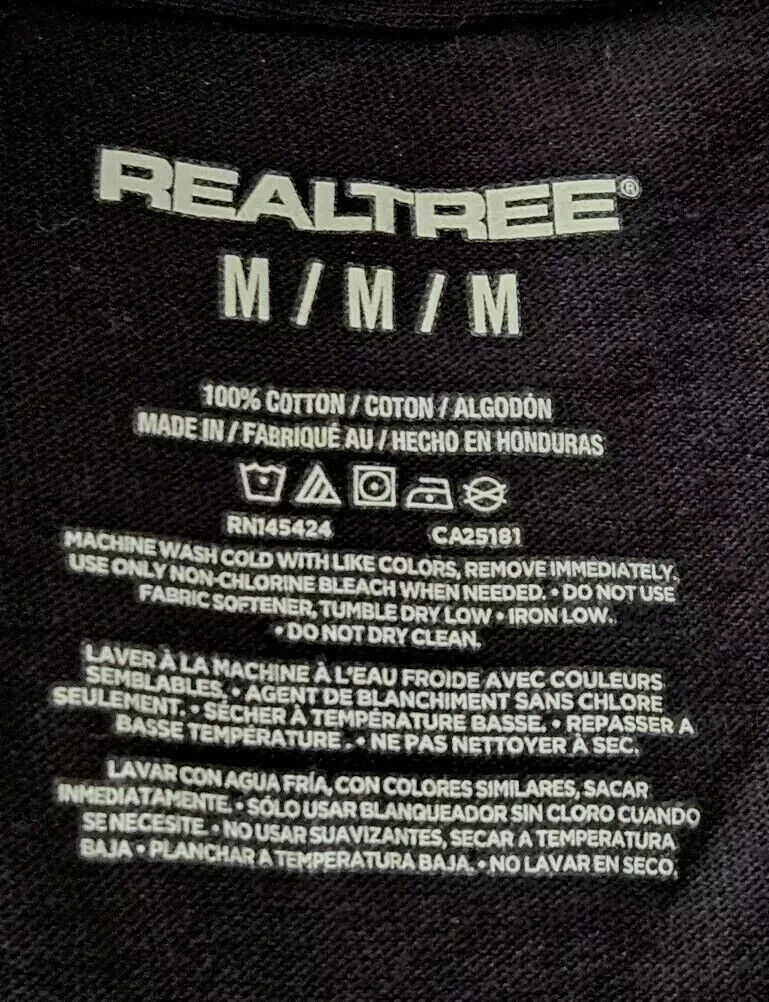 REALTREE®
M / M / M
100% COTTON / COTON / ALGODÓN
MADE IN / FABRIQUÉ AU / HECHO EN HONDURAS
RN145424 CA25181
MACHINE WASH COLD WITH LIKE COLORS, REMOVE IMMEDIATELY.
USE ONLY NON-CHLORINE BLEACH WHEN NEEDED. • DO NOT USE
FABRIC SOFTENER, TUMBLE DRY LOW • IRON LOW.
• DO NOT DRY CLEAN.
LAVER À LA MACHINE À L'EAU FROIDE AVEC COULEURS
SEMBLABLES. • AGENT DE BLANCHIMENT SANS CHLORE
SEULEMENT. • SÉCHER À TEMPÉRATURE BASSE. • REPASSER A
BASSE TEMPÉRATURE. • NE PAS NETTOYER À SEC.
LAVAR CON AGUA FRÍA, CON COLORES SIMILARES, SACAR
INMEDIATAMENTE. • SÓLO USAR BLANQUEADOR SIN CLORO CUANDO
SE NECESITE. • NO USAR SUAVIZANTES, SECAR A TEMPERATURA
BAJA • PLANCHAR A TEMPERATURA BAJA. • NO LAVAR EN SECO.